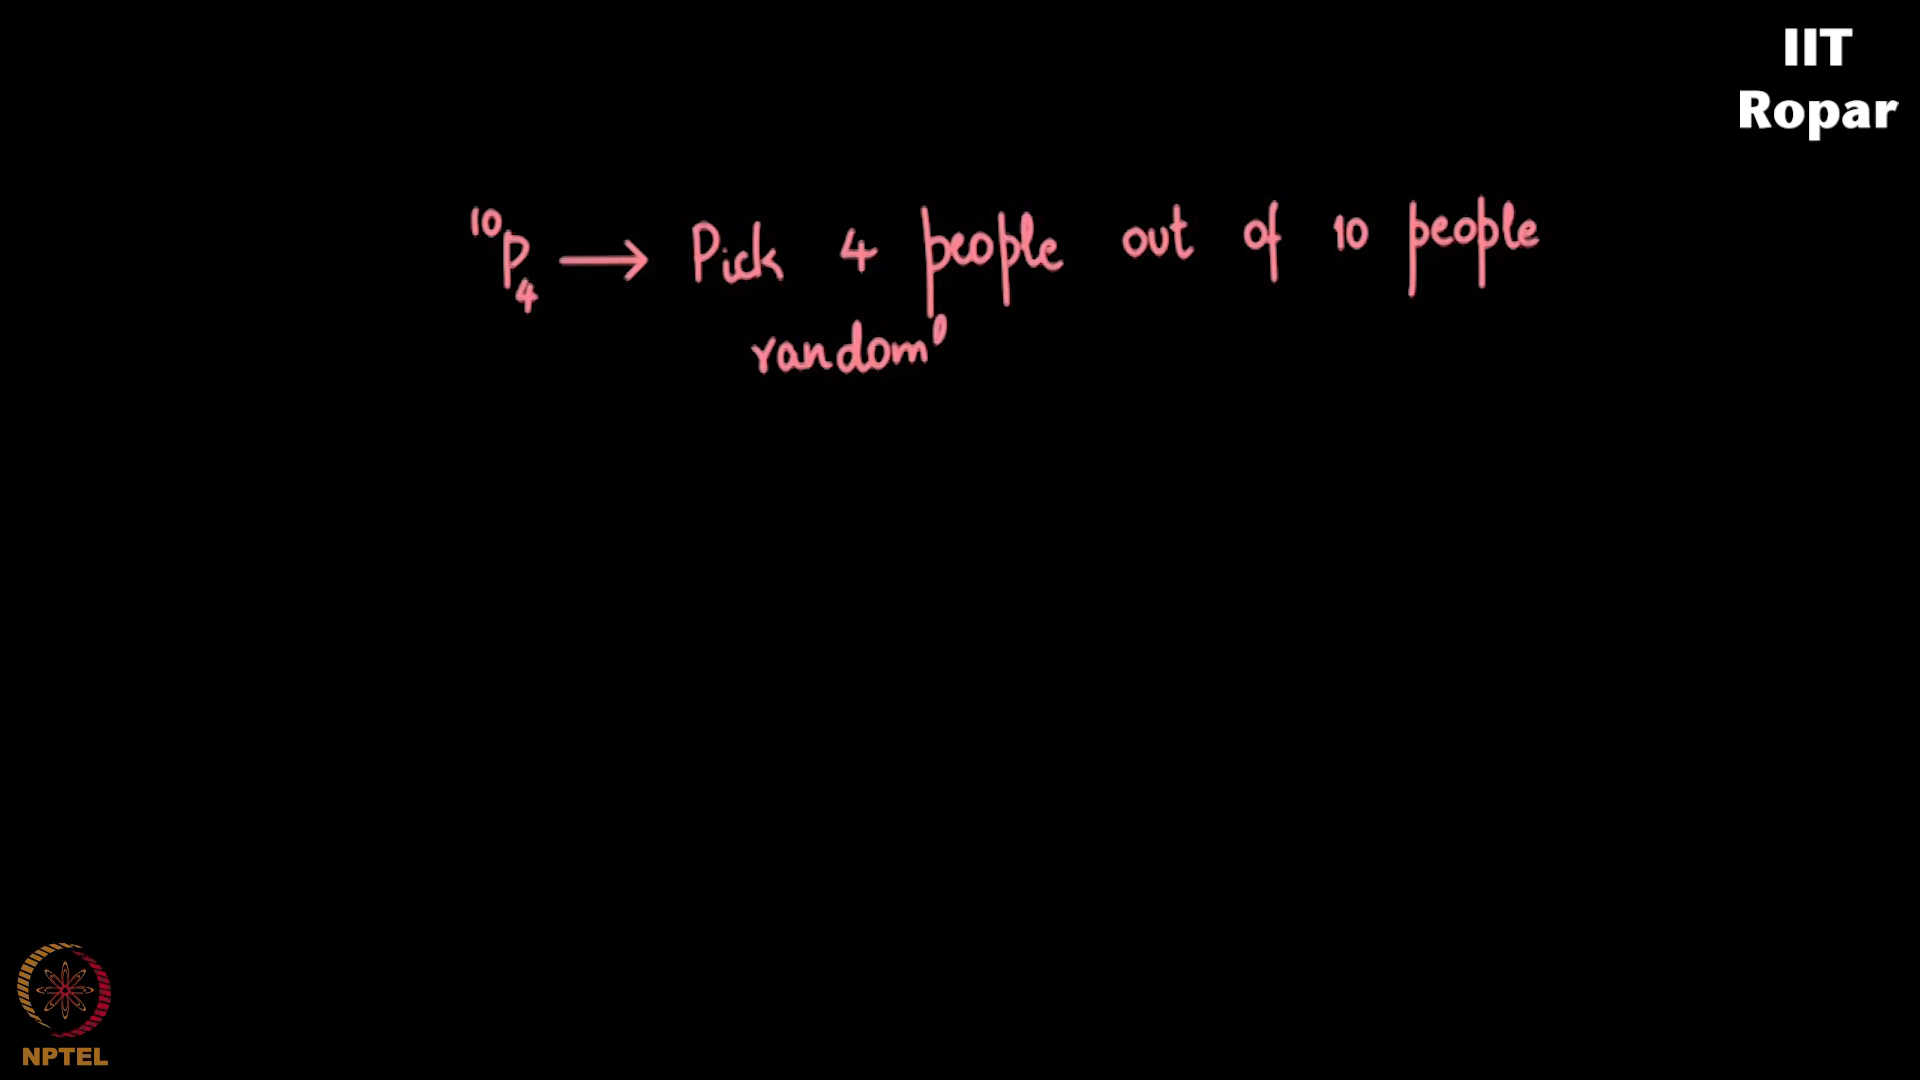 IIT
Ropar
¹⁰P₄ → Pick 4 people out of 10 people
random
NPTEL